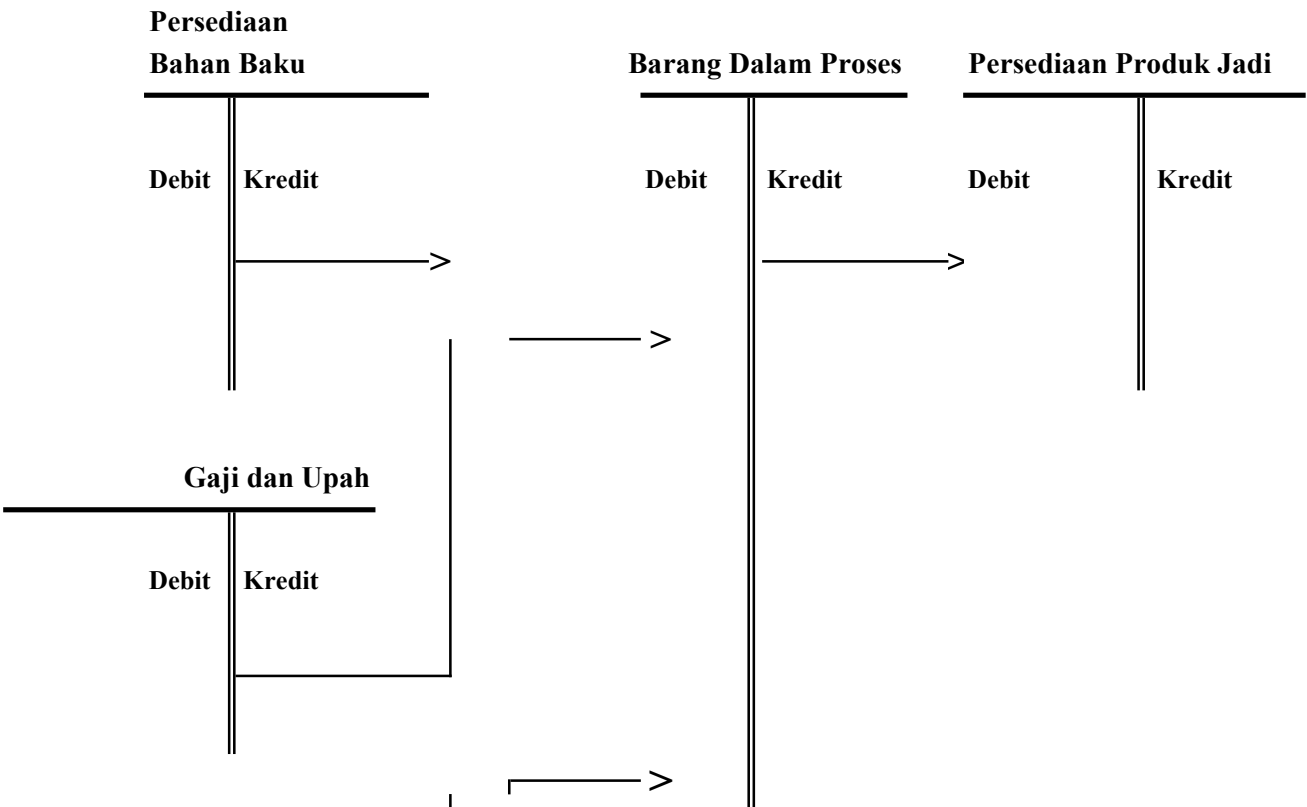 Persediaan
Bahan Baku
Barang Dalam Proses
Persediaan Produk Jadi
Debit Kredit
Debit Kredit
Debit Kredit
Gaji dan Upah
Debit Kredit